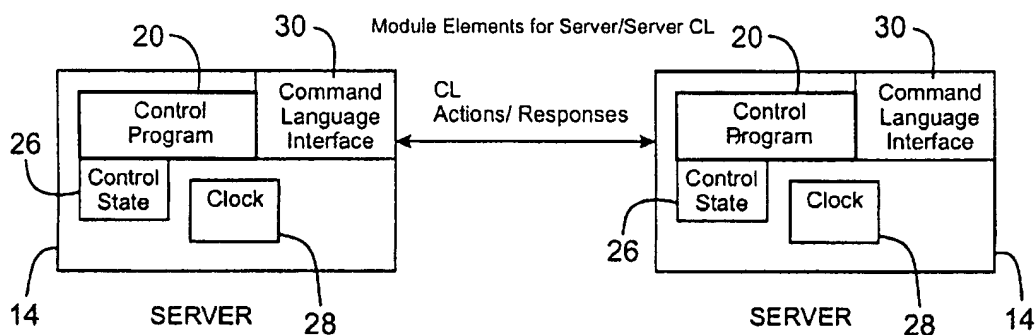 Module Elements for Server/Server CL
20
30
20
30
Control
Program
Command
Language
Interface
CL
Actions/ Responses
Control
Program
Command
Language
Interface
26
Control
State
Clock
26
Control
State
Clock
14
SERVER
28
SERVER
28
14